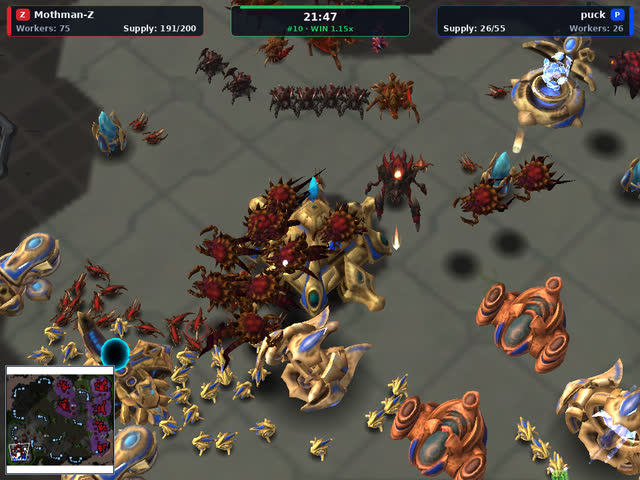 Z Mothman-Z
Workers: 75 Supply: 191/200
21:47
#10 · WIN 1.15x
puck P
Supply: 26/55 Workers: 26